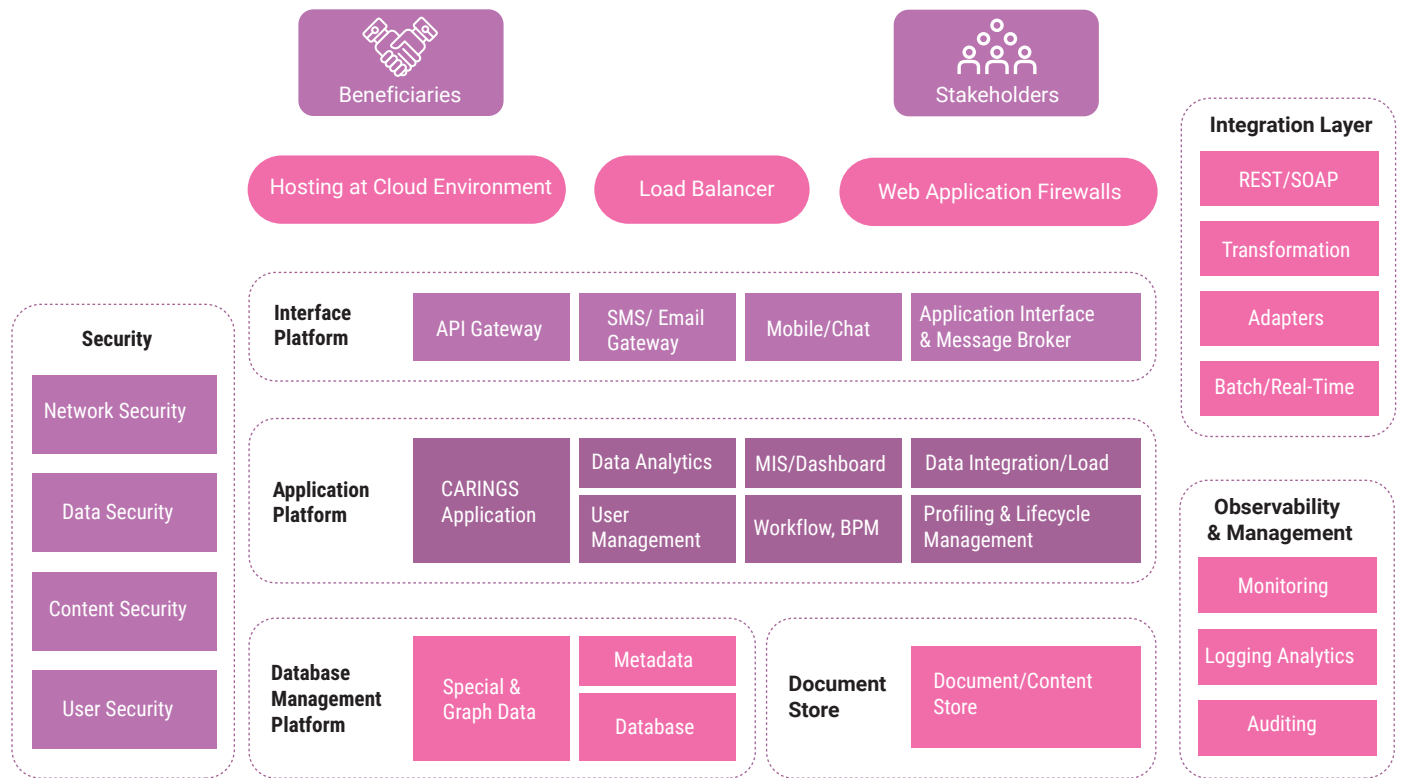 Beneficiaries
Stakeholders
Hosting at Cloud Environment
Load Balancer
Web Application Firewalls
Security
Network Security
Data Security
Content Security
User Security
Interface
Platform
API Gateway
SMS/ Email
Gateway
Mobile/Chat
Application Interface
& Message Broker
Application
Platform
CARINGS
Application
Data Analytics
MIS/Dashboard
Data Integration/Load
User
Management
Workflow, BPM
Profiling & Lifecycle
Management
Database
Management
Platform
Special &
Graph Data
Metadata
Database
Document
Store
Document/Content
Store
Integration Layer
REST/SOAP
Transformation
Adapters
Batch/Real-Time
Observability
& Management
Monitoring
Logging Analytics
Auditing